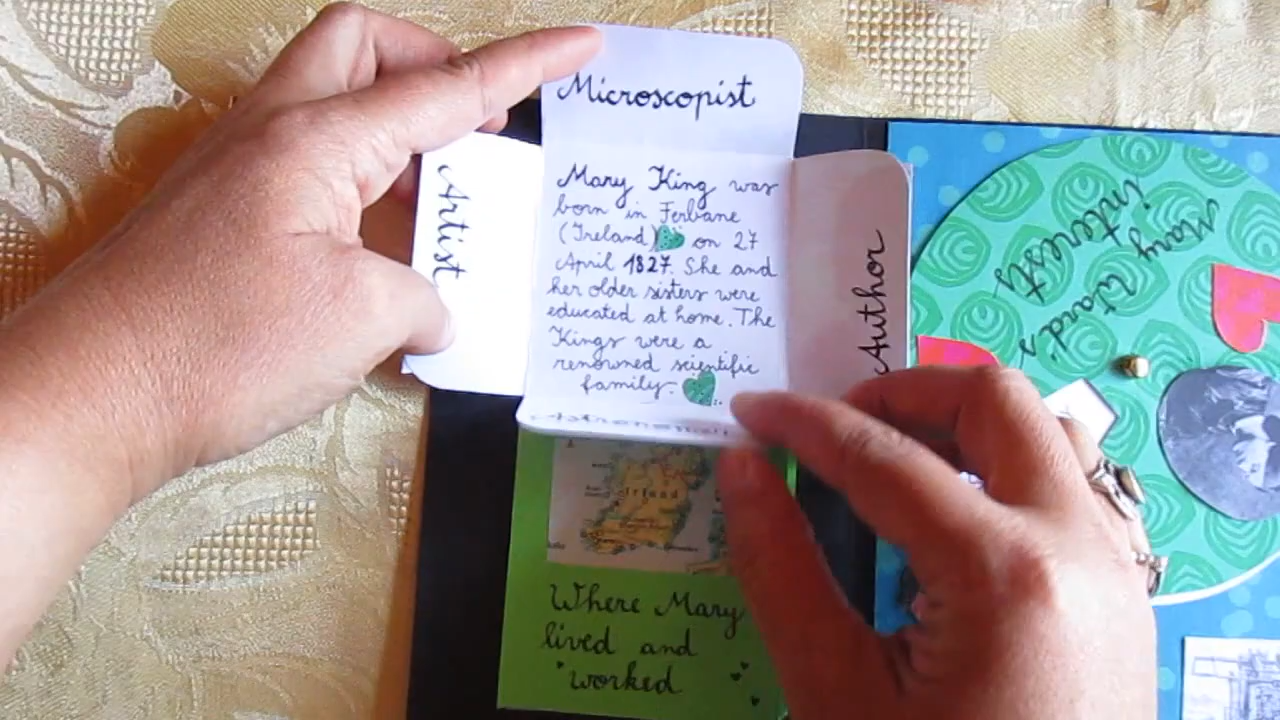 Microscopist
Artist
Mary King was
born in Ferbane
(Ireland) on 27
April 1827. She and
her older sisters were
educated at home. The
Kings were a
renowned scientific
family.
Author
Mary Ward's
interests
Irland
Where Mary
lived and
worked